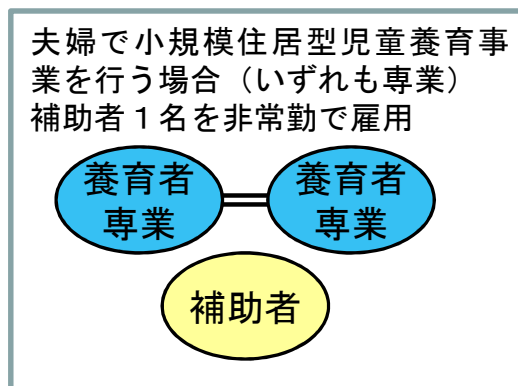 夫婦で小規模住居型児童養育事
業を行う場合（いずれも専業）
補助者１名を非常勤で雇用
養育者 養育者
専業 専業
補助者